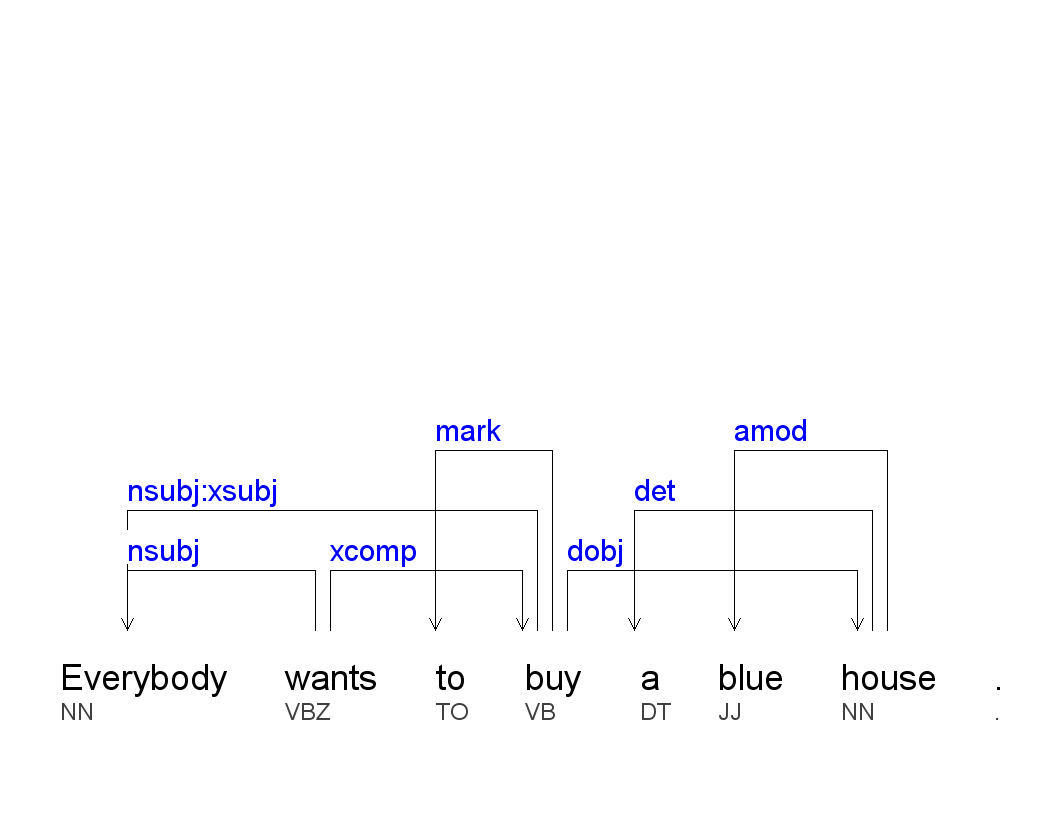 mark amod
nsubj:xsubj det
nsubj xcomp dobj
Everybody wants to buy a blue house .
NN VBZ TO VB DT JJ NN .